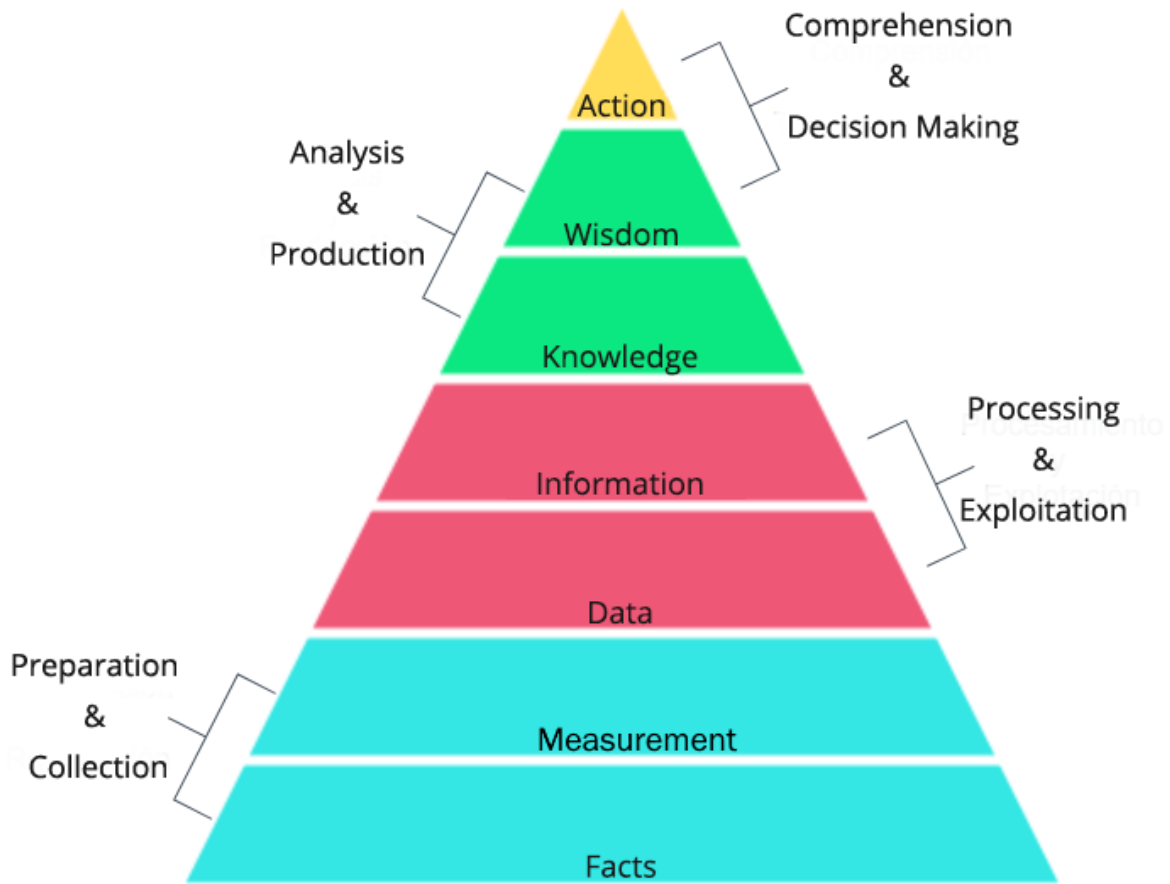 Comprehension
&
Decision Making
Action
Analysis
&
Production
Wisdom
Knowledge
Processing
&
Exploitation
Information
Data
Preparation
&
Collection
Measurement
Facts